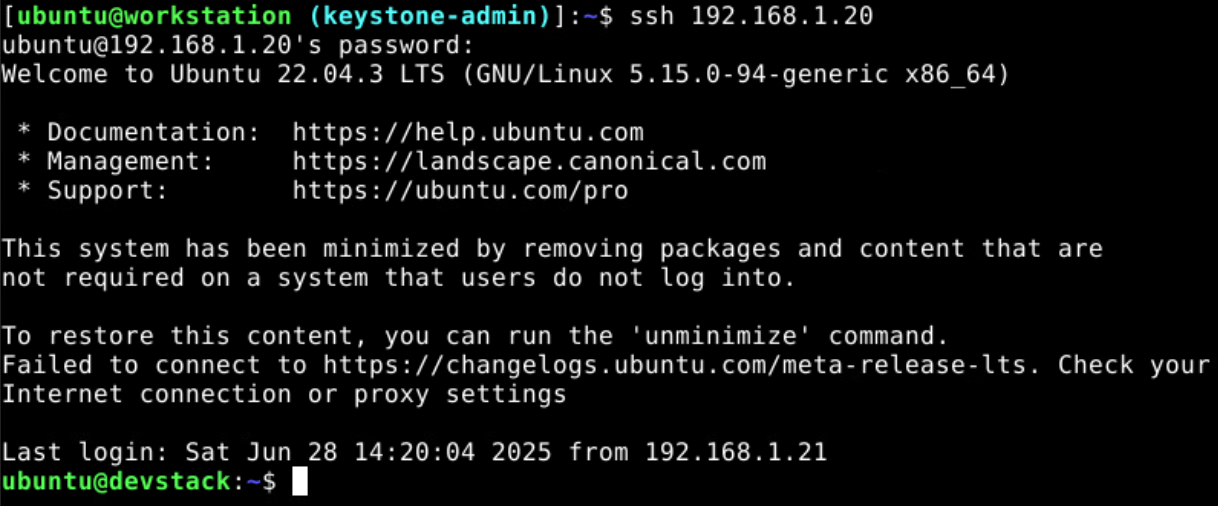 [ubuntu@workstation (keystone-admin)]:~$ ssh 192.168.1.20
ubuntu@192.168.1.20's password:
Welcome to Ubuntu 22.04.3 LTS (GNU/Linux 5.15.0-94-generic x86_64)

 * Documentation:  https://help.ubuntu.com
 * Management:     https://landscape.canonical.com
 * Support:        https://ubuntu.com/pro

This system has been minimized by removing packages and content that are
not required on a system that users do not log into.

To restore this content, you can run the 'unminimize' command.
Failed to connect to https://changelogs.ubuntu.com/meta-release-lts. Check your
Internet connection or proxy settings

Last login: Sat Jun 28 14:20:04 2025 from 192.168.1.21
ubuntu@devstack:~$